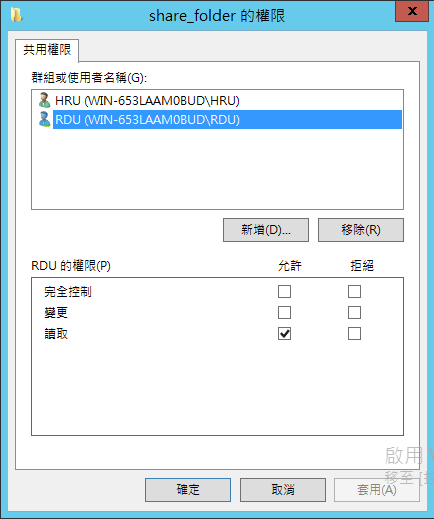 share_folder 的權限
x
共用權限
群組或使用者名稱(G):
HRU (WIN-653LAAM0BUD\HRU)
RDU (WIN-653LAAM0BUD\RDU)
新增(D)... 移除(R)
RDU 的權限(P) 允許 拒絕
完全控制
變更
讀取
啟用
移至
確定 取消 套用(A)